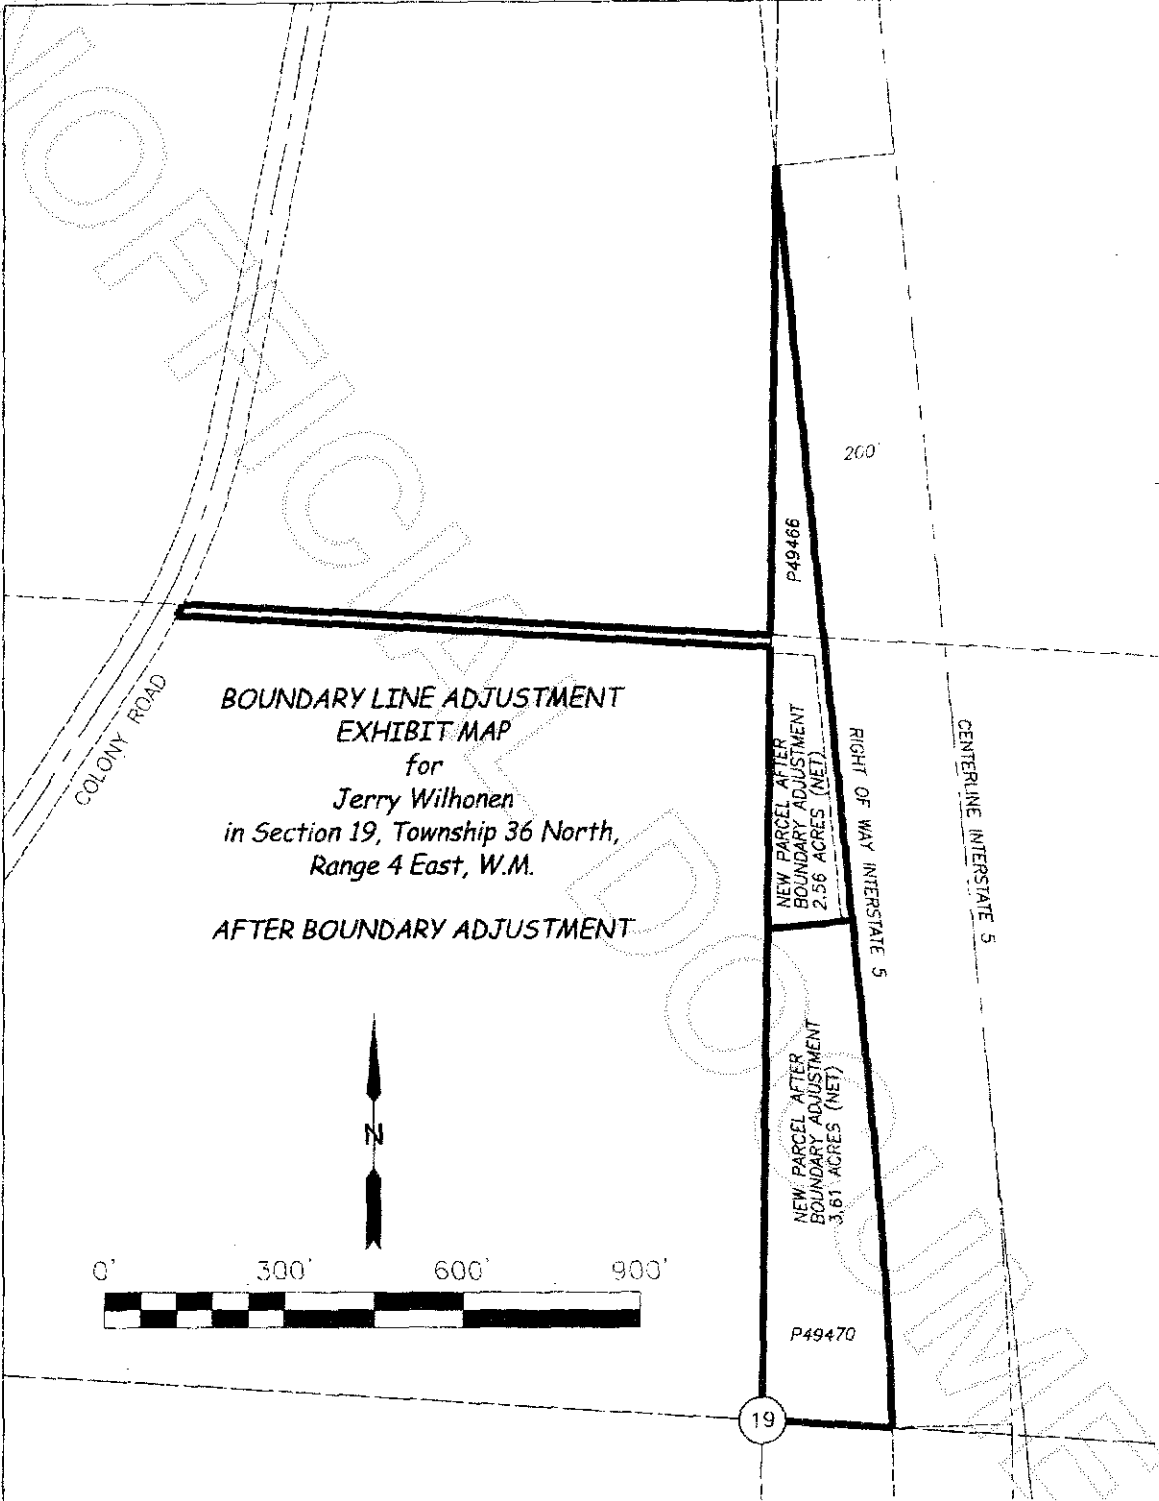 UNOFFICIAL DOCUMENT
200'
P49466
COLONY ROAD
BOUNDARY LINE ADJUSTMENT
EXHIBIT MAP
for
Jerry Wilhonen
in Section 19, Township 36 North,
Range 4 East, W.M.
AFTER BOUNDARY ADJUSTMENT
NEW PARCEL AFTER
BOUNDARY ADJUSTMENT
2.56 ACRES (NET)
RIGHT OF WAY INTERSTATE 5
CENTERLINE INTERSTATE 5
NEW PARCEL AFTER
BOUNDARY ADJUSTMENT
3.61 ACRES (NET)
N
0' 300' 600' 900'
P49470
19